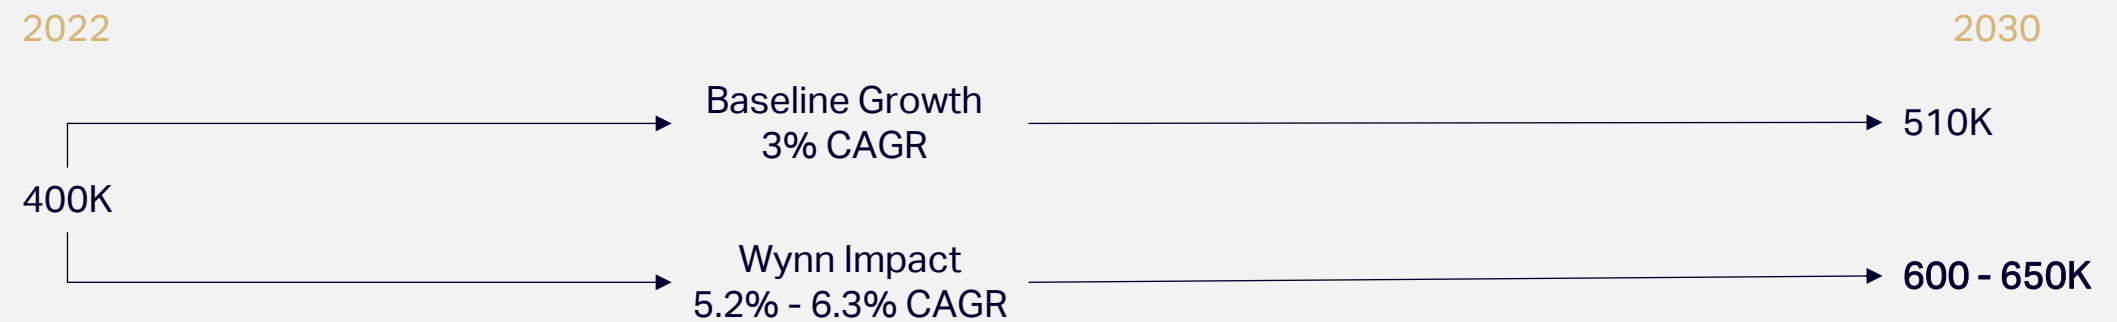 2022
2030
Baseline Growth
3% CAGR
510K
400K
Wynn Impact
5.2% - 6.3% CAGR
600 - 650K